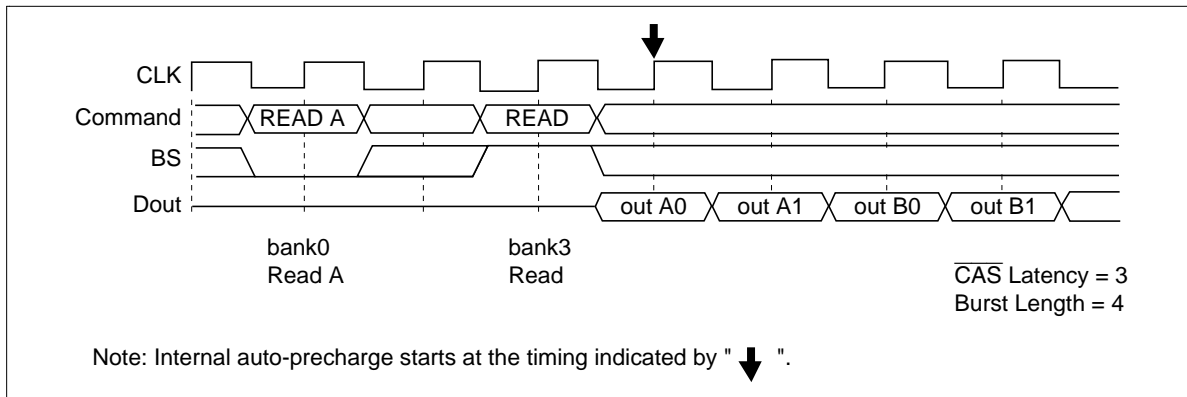 CLK
Command READ A READ
BS
Dout out A0 out A1 out B0 out B1
bank0 bank3
Read A Read
CAS Latency = 3
Burst Length = 4
Note: Internal auto-precharge starts at the timing indicated by " ".